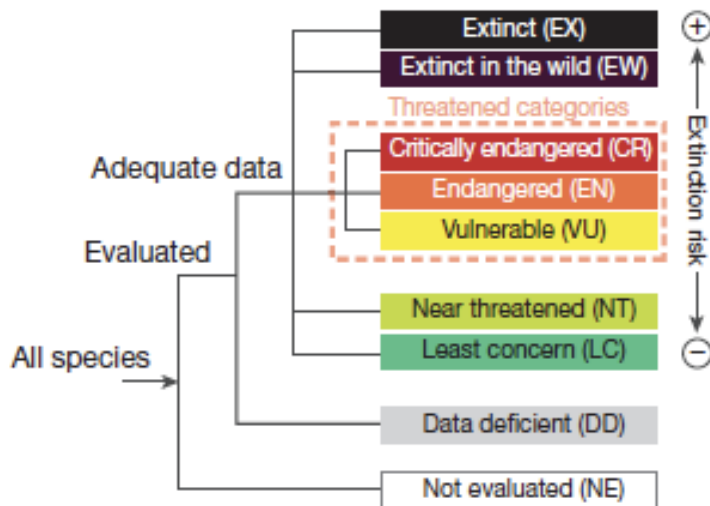 Extinct (EX)
Extinct in the wild (EW)
Threatened categories
Critically endangered (CR)
Adequate data
Endangered (EN)
Vulnerable (VU)
Evaluated
Near threatened (NT)
All species
Least concern (LC)
Data deficient (DD)
Not evaluated (NE)
+
Extinction risk
−